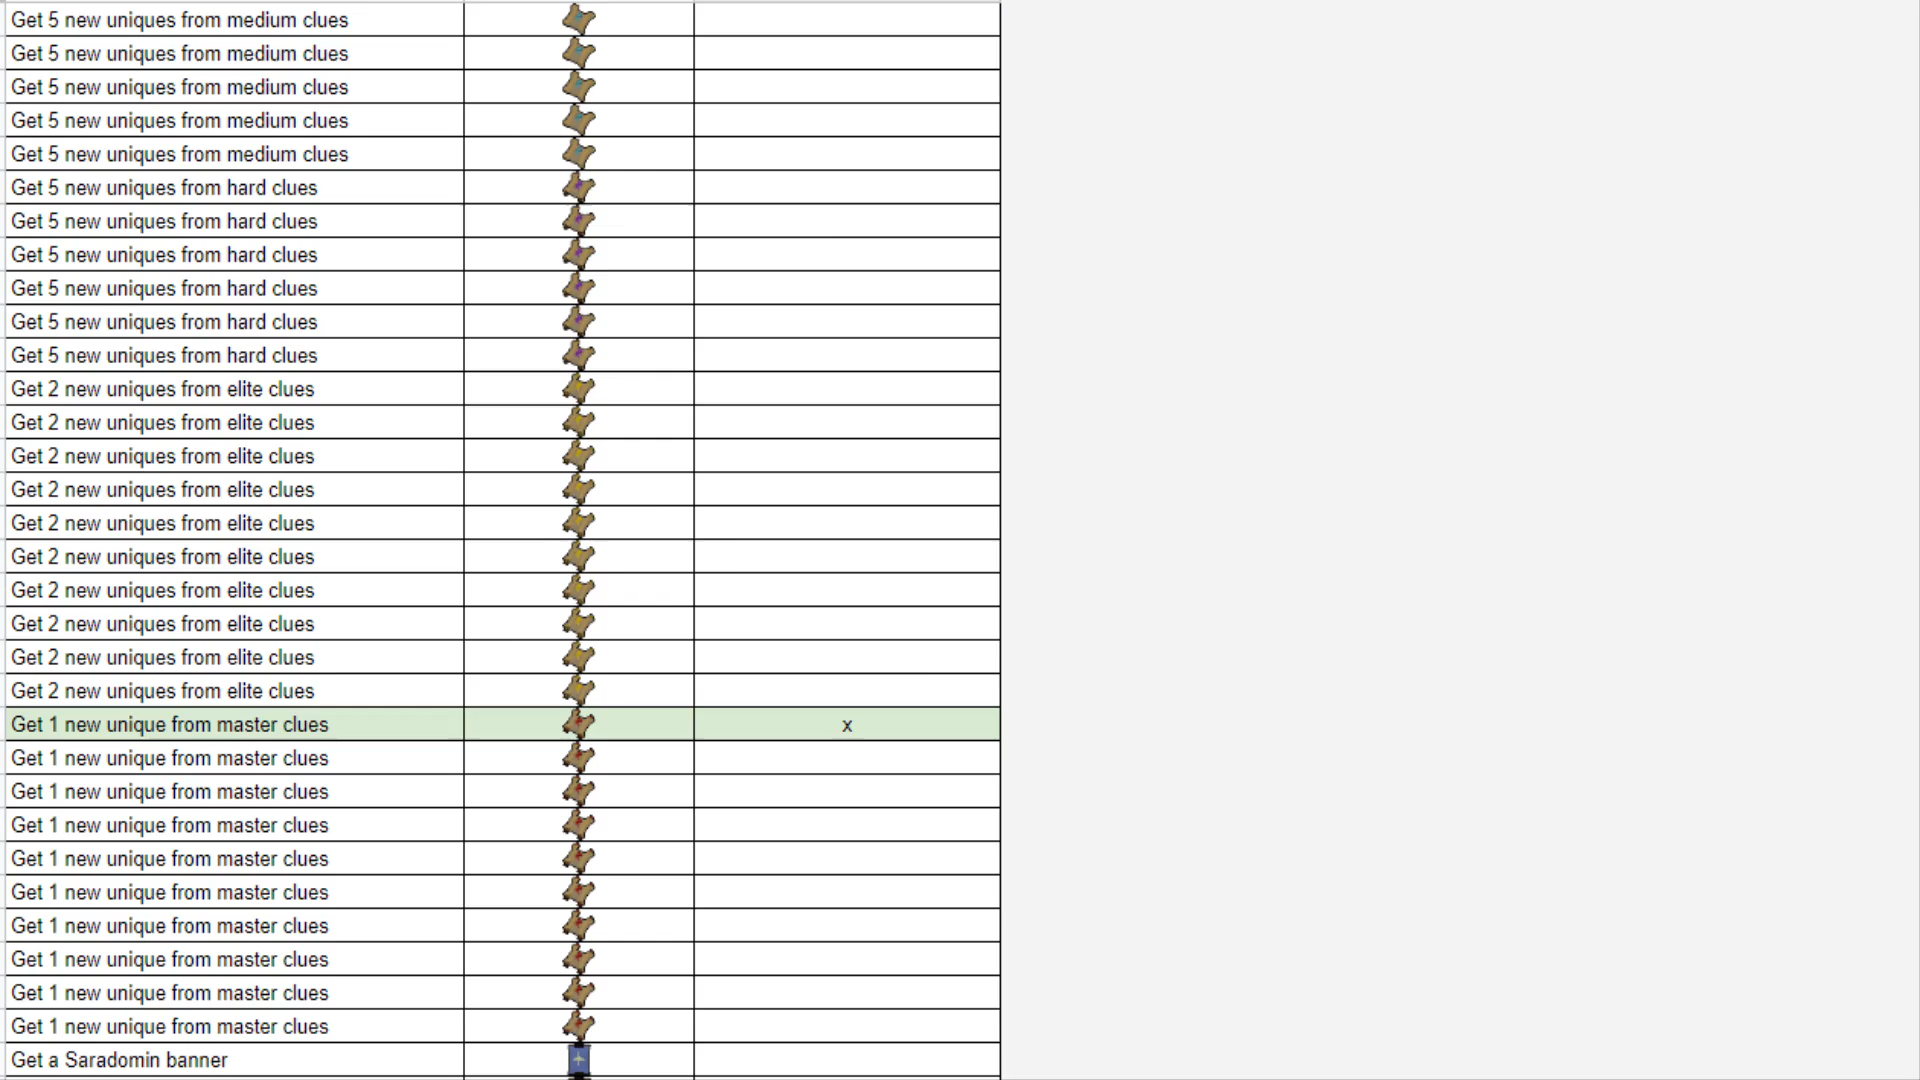 Get 5 new uniques from medium clues
Get 5 new uniques from medium clues
Get 5 new uniques from medium clues
Get 5 new uniques from medium clues
Get 5 new uniques from medium clues
Get 5 new uniques from hard clues
Get 5 new uniques from hard clues
Get 5 new uniques from hard clues
Get 5 new uniques from hard clues
Get 5 new uniques from hard clues
Get 5 new uniques from hard clues
Get 2 new uniques from elite clues
Get 2 new uniques from elite clues
Get 2 new uniques from elite clues
Get 2 new uniques from elite clues
Get 2 new uniques from elite clues
Get 2 new uniques from elite clues
Get 2 new uniques from elite clues
Get 2 new uniques from elite clues
Get 2 new uniques from elite clues
Get 2 new uniques from elite clues
Get 1 new unique from master clues x
Get 1 new unique from master clues
Get 1 new unique from master clues
Get 1 new unique from master clues
Get 1 new unique from master clues
Get 1 new unique from master clues
Get 1 new unique from master clues
Get 1 new unique from master clues
Get 1 new unique from master clues
Get 1 new unique from master clues
Get a Saradomin banner